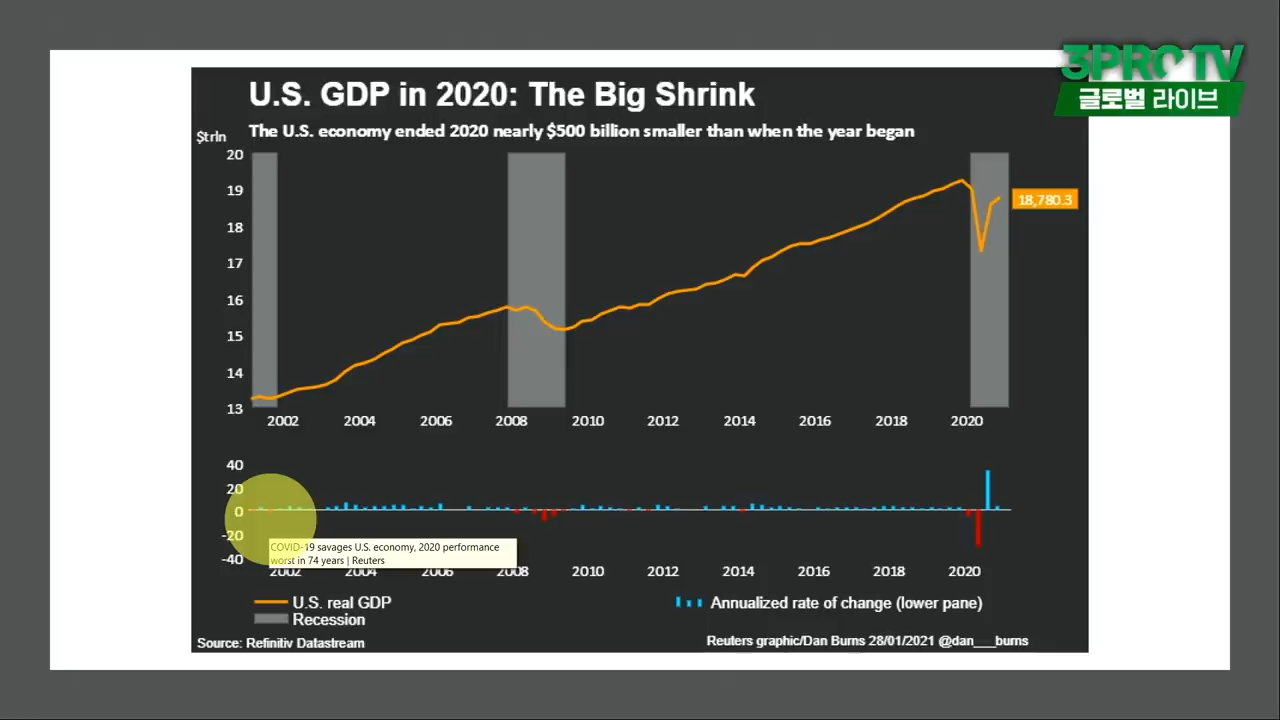 3PRO TV
글로벌 라이브
U.S. GDP in 2020: The Big Shrink
$trln
The U.S. economy ended 2020 nearly $500 billion smaller than when the year began
20
19
18
17
16
15
14
13
18,780.3
2002 2004 2006 2008 2010 2012 2014 2016 2018 2020
40
20
0
-20
-40
COVID-19 savages U.S. economy, 2020 performance
worst in 74 years | Reuters
2002 2004 2006 2008 2010 2012 2014 2016 2018 2020
U.S. real GDP
Annualized rate of change (lower pane)
Recession
Source: Refinitiv Datastream
Reuters graphic/Dan Burns 28/01/2021 @dan___burns